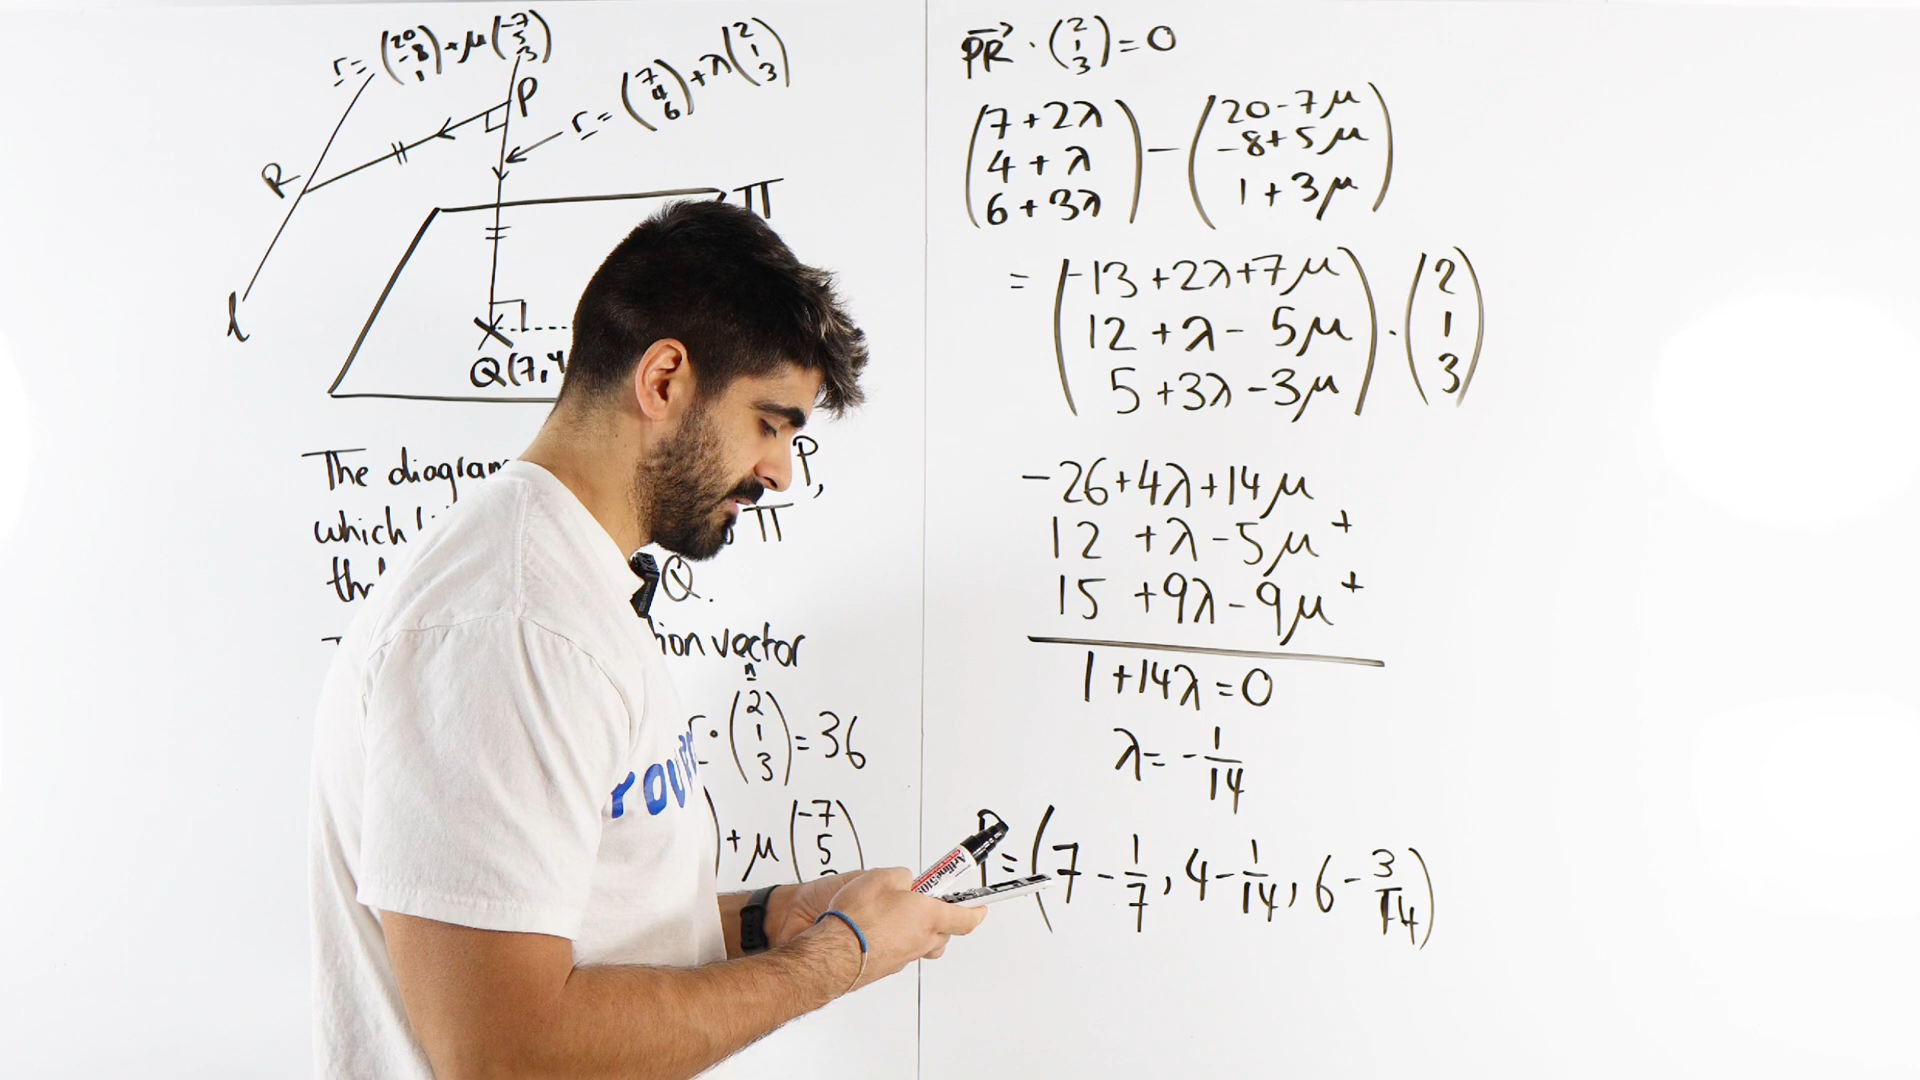 r = (20 -8 1) + μ(-7 5 3)
r = (7 4 6) + λ(2 1 3)
P
R
π
l
Q(7,4
The diagram P,
which π
Q.
ion vector
n
r · (2 1 3) = 36
+ μ(-7 5
YOU
PR · (2 1 3) = 0
(7+2λ 4+λ 6+3λ) − (20-7μ -8+5μ 1+3μ)
= (-13+2λ+7μ 12+λ-5μ 5+3λ-3μ) · (2 1 3)
-26+4λ+14μ
12 +λ-5μ +
15 +9λ-9μ +
1+14λ=0
λ= -1/14
P=(7-1/7, 4-1/14, 6-3/14)
Artline